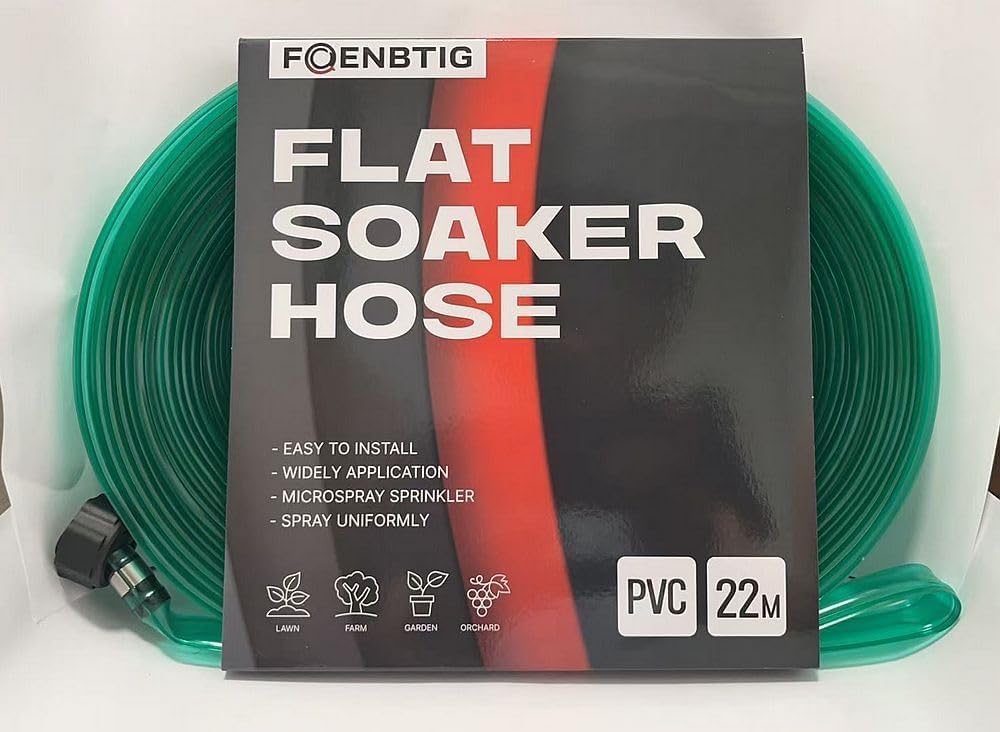 FOENBTIG
FLAT
SOAKER
HOSE
- EASY TO INSTALL
- WIDELY APPLICATION
- MICROSPRAY SPRINKLER
- SPRAY UNIFORMLY
LAWN FARM GARDEN ORCHARD
PVC 22M